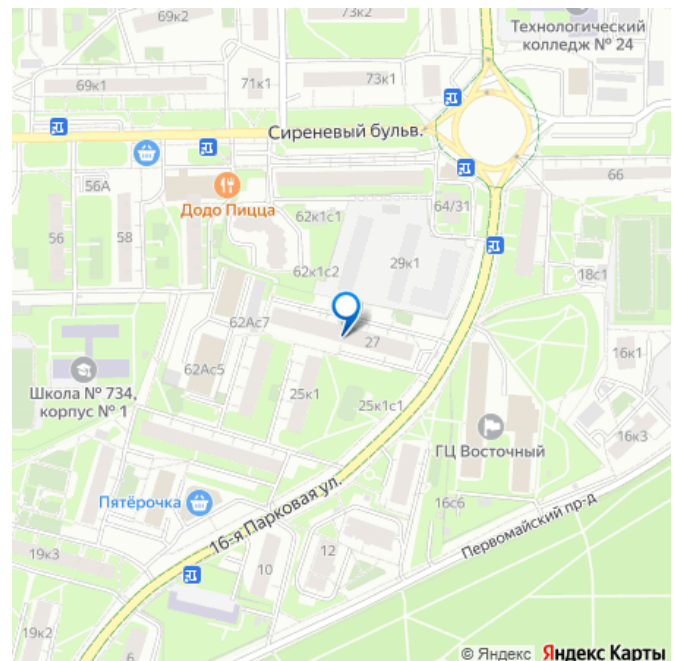 69к2
73к2
Технологический
колледж № 24
69к1
71к1
73к1
Сиреневый бульв.
56А
66
Додо Пицца
62к1с1
64/31
56
58
62к1с2
29к1
18с1
62Ас7
27
16к1
62Ас5
Школа № 734,
корпус № 1
25к1
25к1с1
ГЦ Восточный
16к3
Пятёрочка
16с6
16-я Парковая ул.
Первомайский пр-д
19к3
12
10
19к2
6
© Яндекс Яндекс Карты